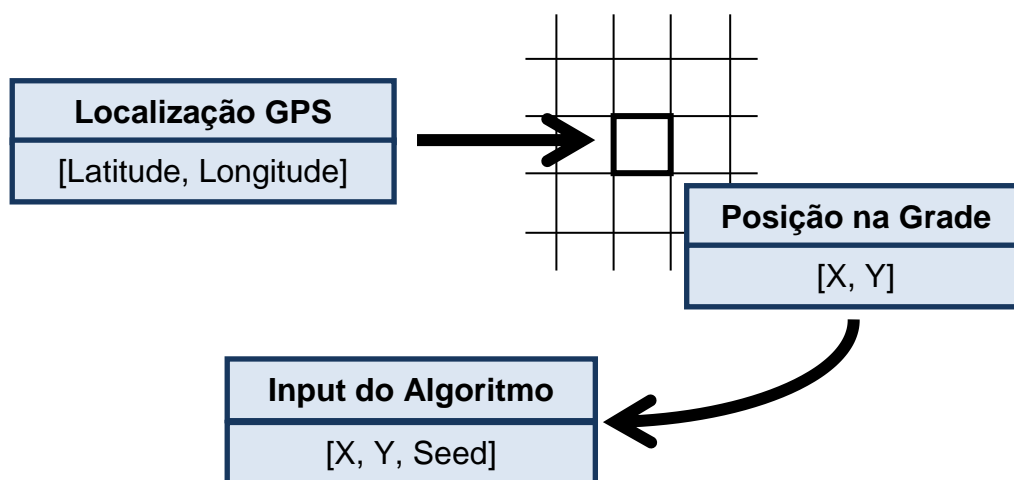 Localização GPS
[Latitude, Longitude]
Posição na Grade
[X, Y]
Input do Algoritmo
[X, Y, Seed]